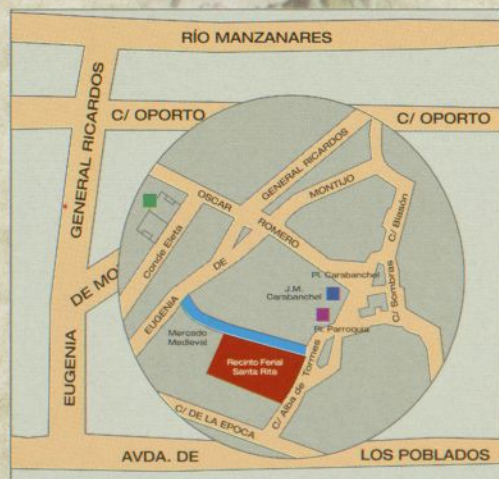 RÍO MANZANARES
C/ OPORTO
C/ OPORTO
GENERAL RICARDOS
GENERAL RICARDOS
OSCAR
ROMERO
MONTIJO
C/ Blasón
Conde Eleta
DE MO
EUGENIA
EUGENIA
DE
Pl. Carabanchel
J.M.
Carabanchel
C/ Sombras
Pl. Parroquia
Mercado
Medieval
Recinto Ferial
Santa Rita
C/ Alba de Tormes
C/ DE LA EPOCA
AVDA. DE
LOS POBLADOS